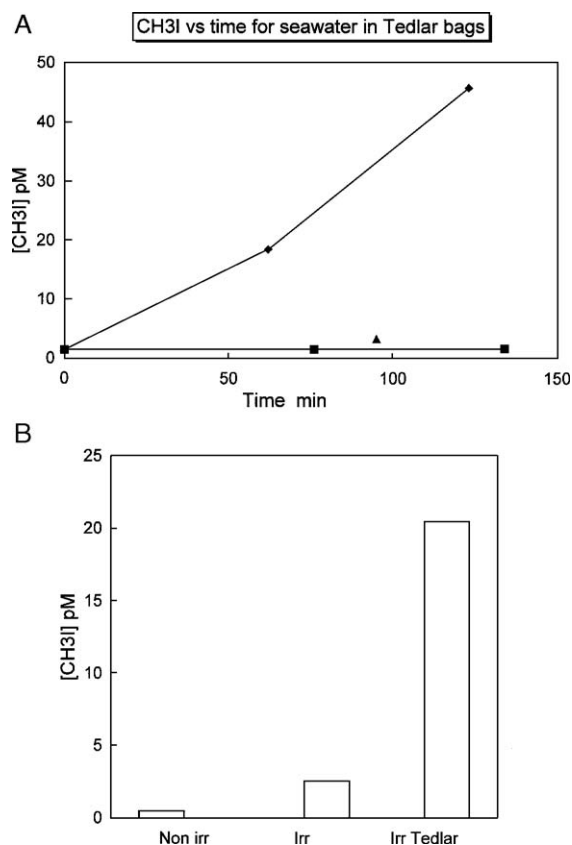 A
CH3I vs time for seawater in Tedlar bags
50
40
30
20
10
0
[CH3I] pM
0 50 100 150
Time min
B
25
20
15
10
5
0
[CH3I] pM
Non irr Irr Irr Tedlar